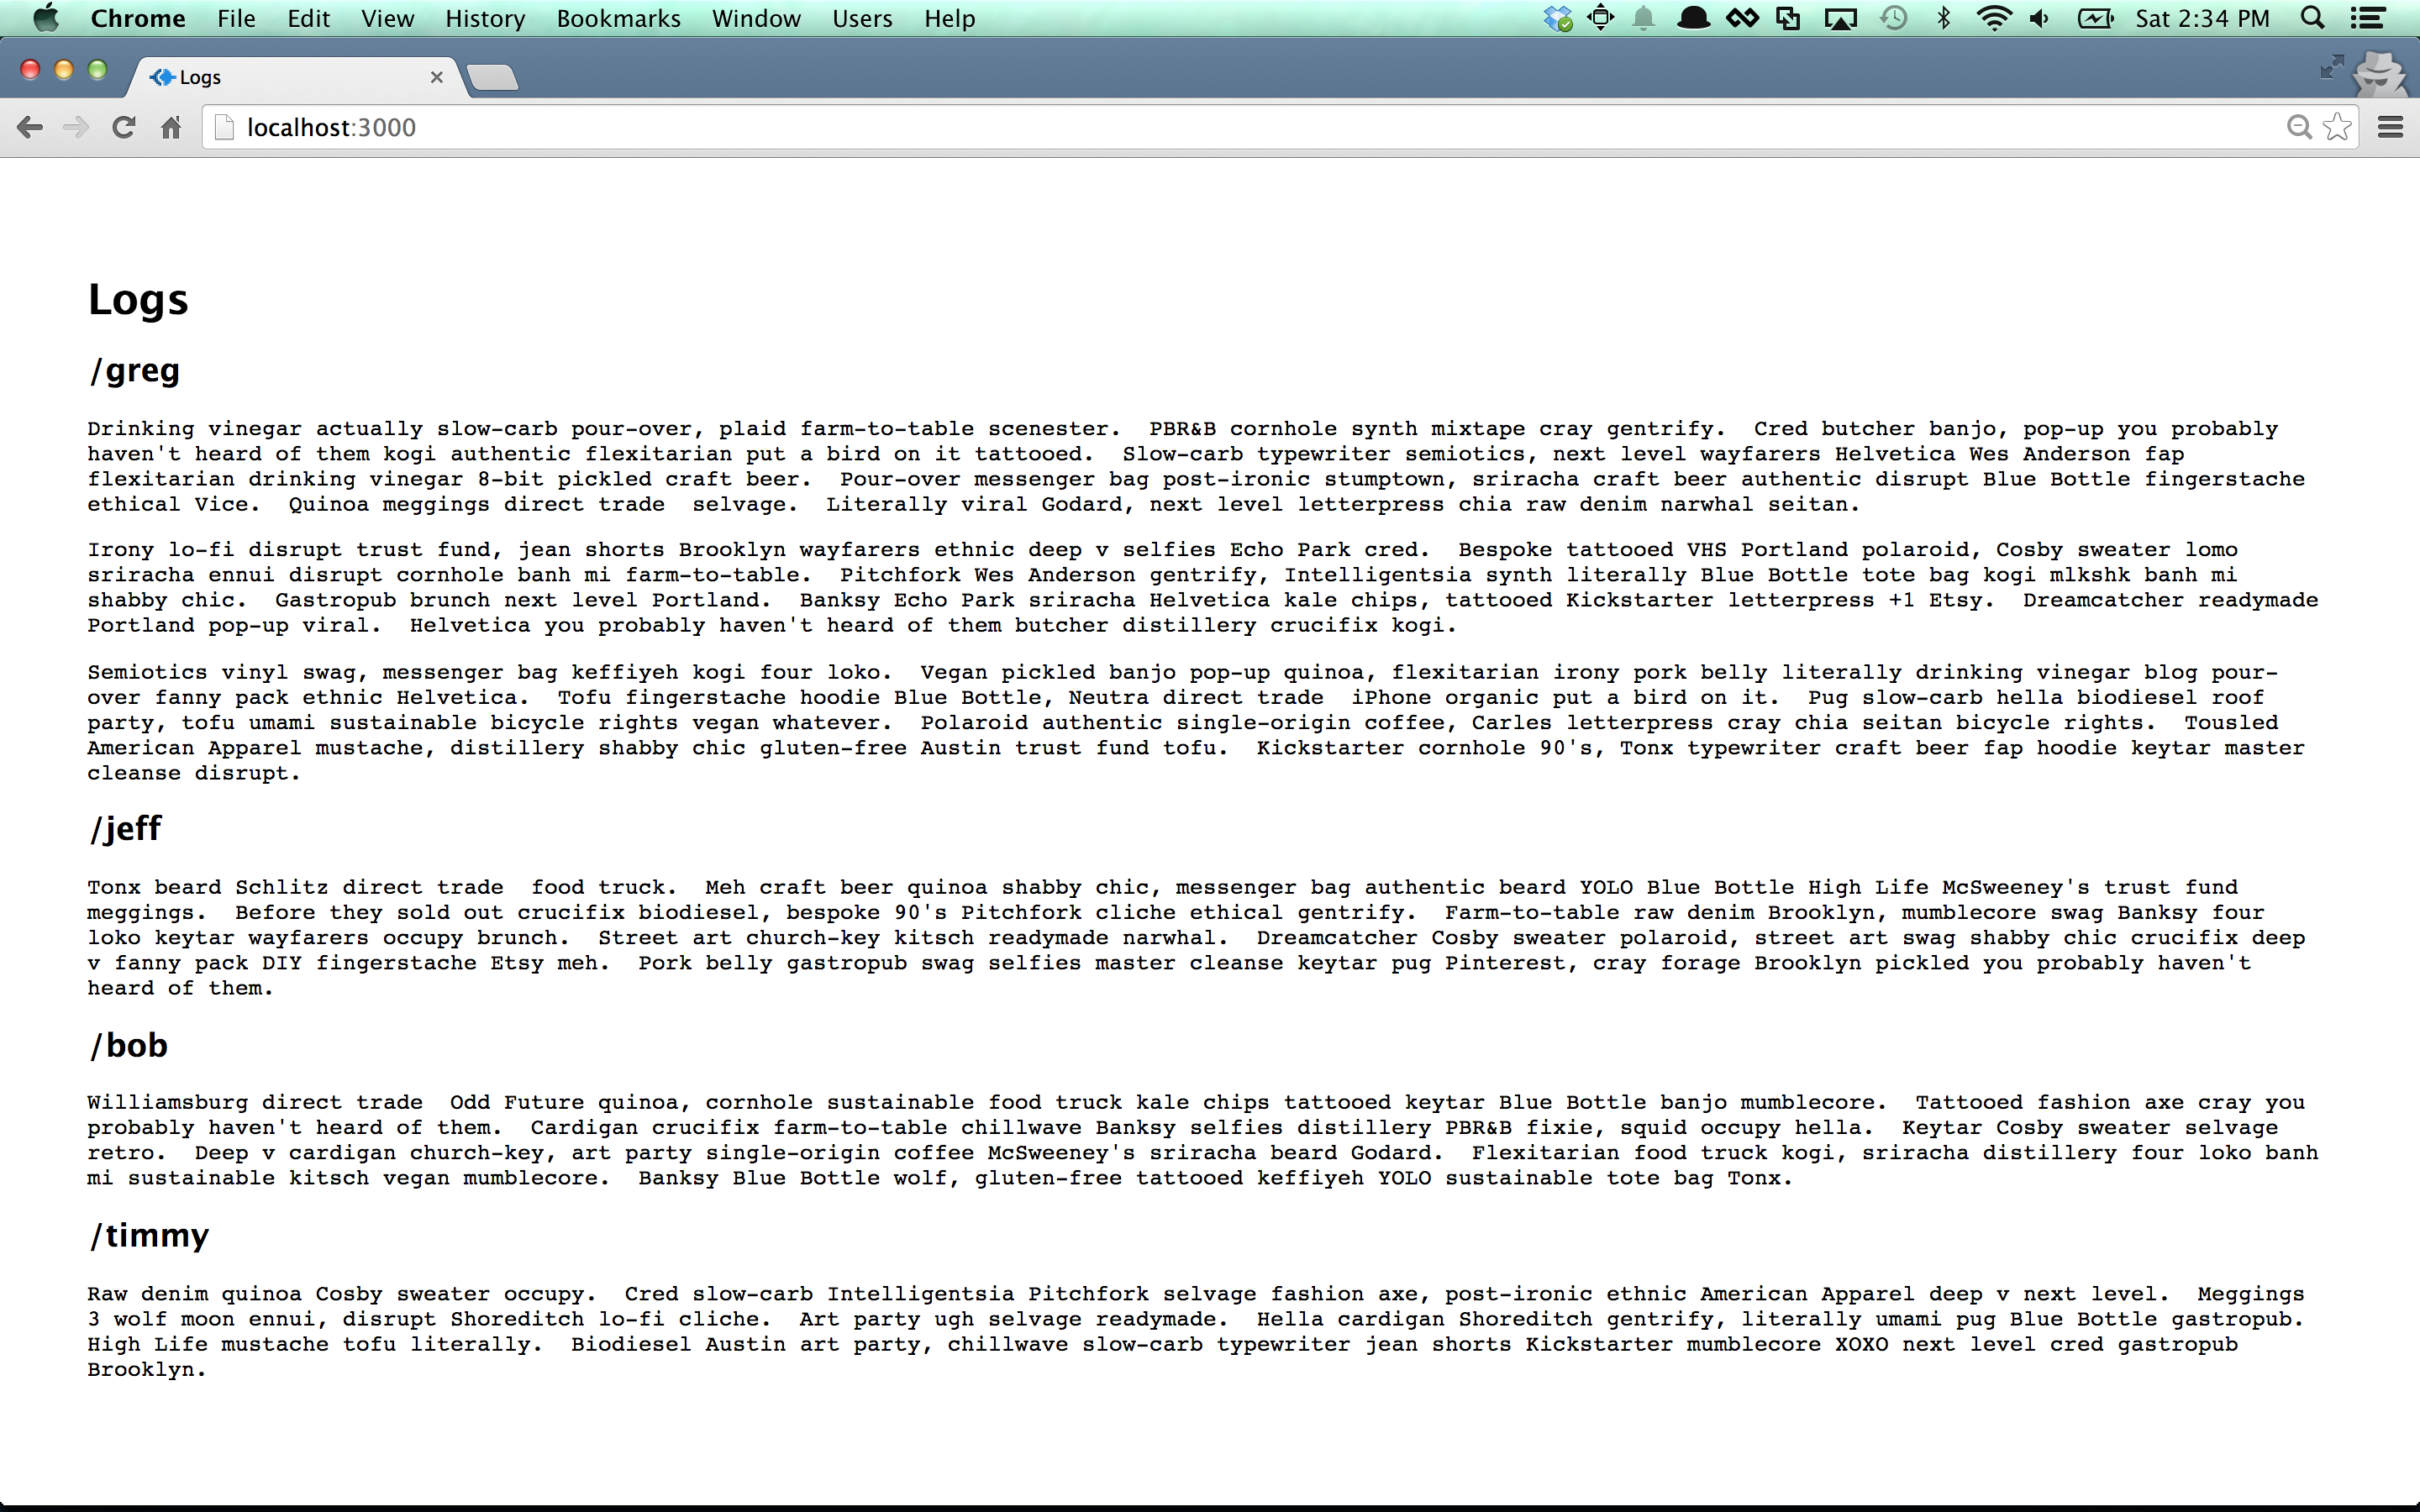 Chrome File Edit View History Bookmarks Window Users Help Sat 2:34 PM
Logs
localhost:3000
Logs
/greg
Drinking vinegar actually slow-carb pour-over, plaid farm-to-table scenester.  PBR&B cornhole synth mixtape cray gentrify.  Cred butcher banjo, pop-up you probably
haven't heard of them kogi authentic flexitarian put a bird on it tattooed.  Slow-carb typewriter semiotics, next level wayfarers Helvetica Wes Anderson fap
flexitarian drinking vinegar 8-bit pickled craft beer.  Pour-over messenger bag post-ironic stumptown, sriracha craft beer authentic disrupt Blue Bottle fingerstache
ethical Vice.  Quinoa meggings direct trade  selvage.  Literally viral Godard, next level letterpress chia raw denim narwhal seitan.
Irony lo-fi disrupt trust fund, jean shorts Brooklyn wayfarers ethnic deep v selfies Echo Park cred.  Bespoke tattooed VHS Portland polaroid, Cosby sweater lomo
sriracha ennui disrupt cornhole banh mi farm-to-table.  Pitchfork Wes Anderson gentrify, Intelligentsia synth literally Blue Bottle tote bag kogi mlkshk banh mi
shabby chic.  Gastropub brunch next level Portland.  Banksy Echo Park sriracha Helvetica kale chips, tattooed Kickstarter letterpress +1 Etsy.  Dreamcatcher readymade
Portland pop-up viral.  Helvetica you probably haven't heard of them butcher distillery crucifix kogi.
Semiotics vinyl swag, messenger bag keffiyeh kogi four loko.  Vegan pickled banjo pop-up quinoa, flexitarian irony pork belly literally drinking vinegar blog pour-
over fanny pack ethnic Helvetica.  Tofu fingerstache hoodie Blue Bottle, Neutra direct trade  iPhone organic put a bird on it.  Pug slow-carb hella biodiesel roof
party, tofu umami sustainable bicycle rights vegan whatever.  Polaroid authentic single-origin coffee, Carles letterpress cray chia seitan bicycle rights.  Tousled
American Apparel mustache, distillery shabby chic gluten-free Austin trust fund tofu.  Kickstarter cornhole 90's, Tonx typewriter craft beer fap hoodie keytar master
cleanse disrupt.
/jeff
Tonx beard Schlitz direct trade  food truck.  Meh craft beer quinoa shabby chic, messenger bag authentic beard YOLO Blue Bottle High Life McSweeney's trust fund
meggings.  Before they sold out crucifix biodiesel, bespoke 90's Pitchfork cliche ethical gentrify.  Farm-to-table raw denim Brooklyn, mumblecore swag Banksy four
loko keytar wayfarers occupy brunch.  Street art church-key kitsch readymade narwhal.  Dreamcatcher Cosby sweater polaroid, street art swag shabby chic crucifix deep
v fanny pack DIY fingerstache Etsy meh.  Pork belly gastropub swag selfies master cleanse keytar pug Pinterest, cray forage Brooklyn pickled you probably haven't
heard of them.
/bob
Williamsburg direct trade  Odd Future quinoa, cornhole sustainable food truck kale chips tattooed keytar Blue Bottle banjo mumblecore.  Tattooed fashion axe cray you
probably haven't heard of them.  Cardigan crucifix farm-to-table chillwave Banksy selfies distillery PBR&B fixie, squid occupy hella.  Keytar Cosby sweater selvage
retro.  Deep v cardigan church-key, art party single-origin coffee McSweeney's sriracha beard Godard.  Flexitarian food truck kogi, sriracha distillery four loko banh
mi sustainable kitsch vegan mumblecore.  Banksy Blue Bottle wolf, gluten-free tattooed keffiyeh YOLO sustainable tote bag Tonx.
/timmy
Raw denim quinoa Cosby sweater occupy.  Cred slow-carb Intelligentsia Pitchfork selvage fashion axe, post-ironic ethnic American Apparel deep v next level.  Meggings
3 wolf moon ennui, disrupt Shoreditch lo-fi cliche.  Art party ugh selvage readymade.  Hella cardigan Shoreditch gentrify, literally umami pug Blue Bottle gastropub.
High Life mustache tofu literally.  Biodiesel Austin art party, chillwave slow-carb typewriter jean shorts Kickstarter mumblecore XOXO next level cred gastropub
Brooklyn.